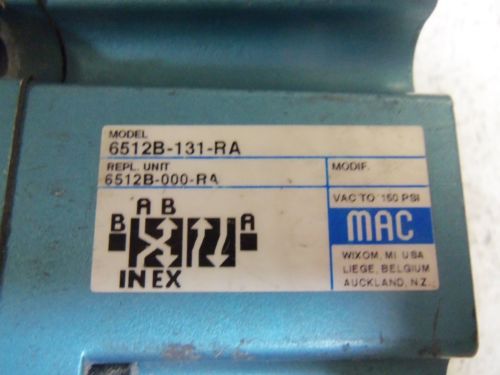 MODEL
6512B-131-RA
REPL. UNIT
6512B-000-RA
MODIF.
VAC TO 150 PSI
MAC
WIXOM, MI USA
LIEGE, BELGIUM
AUCKLAND, N.Z.
A B
B A
IN EX